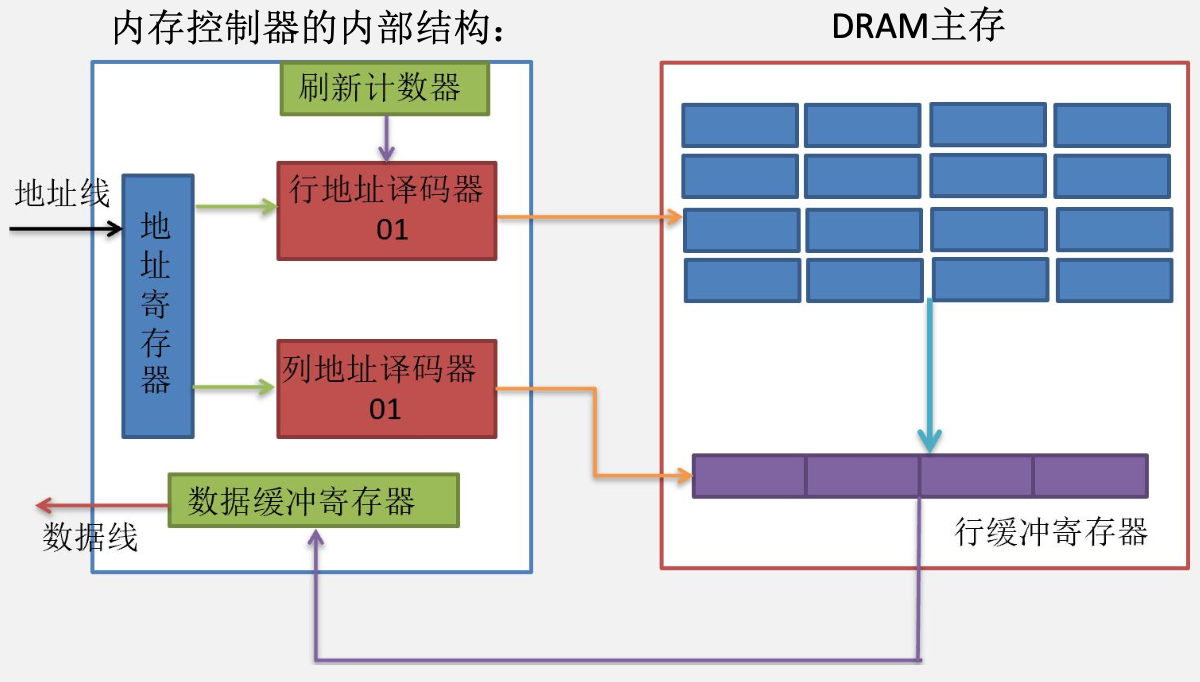 内存控制器的内部结构：
DRAM主存
刷新计数器
地址线
行地址译码器
01
地址寄存器
列地址译码器
01
数据缓冲寄存器
数据线
行缓冲寄存器